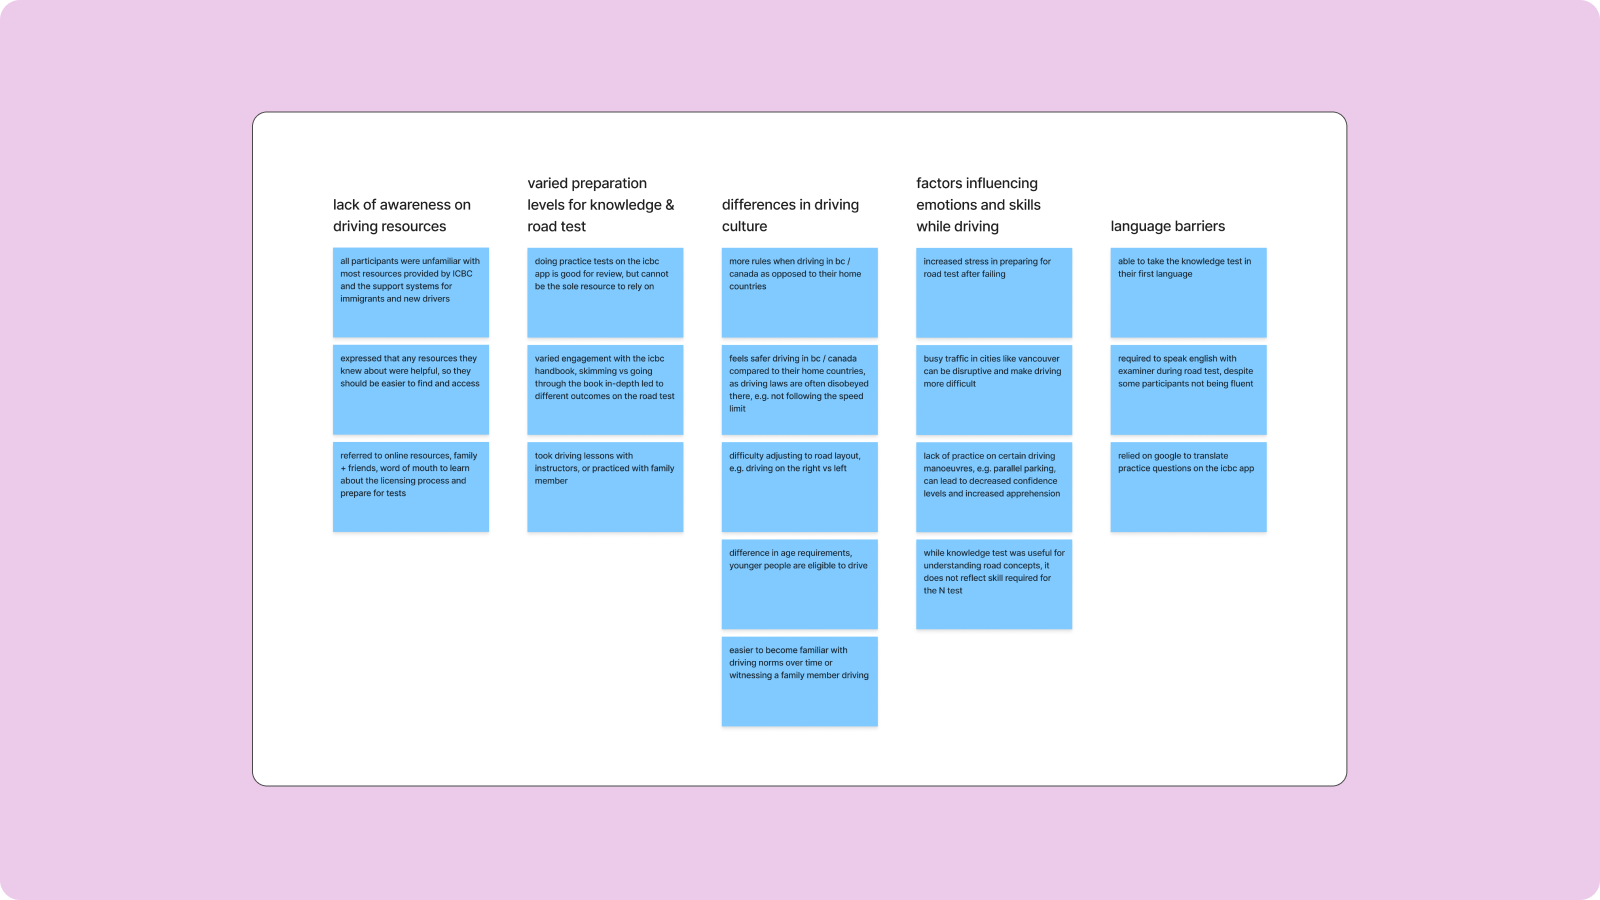 lack of awareness on
driving resources
all participants were unfamiliar with
most resources provided by ICBC
and the support systems for
immigrants and new drivers
expressed that any resources they
knew about were helpful, so they
should be easier to find and access
referred to online resources, family
+ friends, word of mouth to learn
about the licensing process and
prepare for tests
varied preparation
levels for knowledge &
road test
doing practice tests on the icbc
app is good for review, but cannot
be the sole resource to rely on
varied engagement with the icbc
handbook, skimming vs going
through the book in-depth led to
different outcomes on the road test
took driving lessons with
instructors, or practiced with family
member
differences in driving
culture
more rules when driving in bc /
canada as opposed to their home
countries
feels safer driving in bc / canada
compared to their home countries,
as driving laws are often disobeyed
there, e.g. not following the speed
limit
difficulty adjusting to road layout,
e.g. driving on the right vs left
difference in age requirements,
younger people are eligible to drive
easier to become familiar with
driving norms over time or
witnessing a family member driving
factors influencing
emotions and skills
while driving
increased stress in preparing for
road test after failing
busy traffic in cities like vancouver
can be disruptive and make driving
more difficult
lack of practice on certain driving
manoeuvres, e.g. parallel parking,
can lead to decreased confidence
levels and increased apprehension
while knowledge test was useful for
understanding road concepts, it
does not reflect skill required for
the N test
language barriers
able to take the knowledge test in
their first language
required to speak english with
examiner during road test, despite
some participants not being fluent
relied on google to translate
practice questions on the icbc app